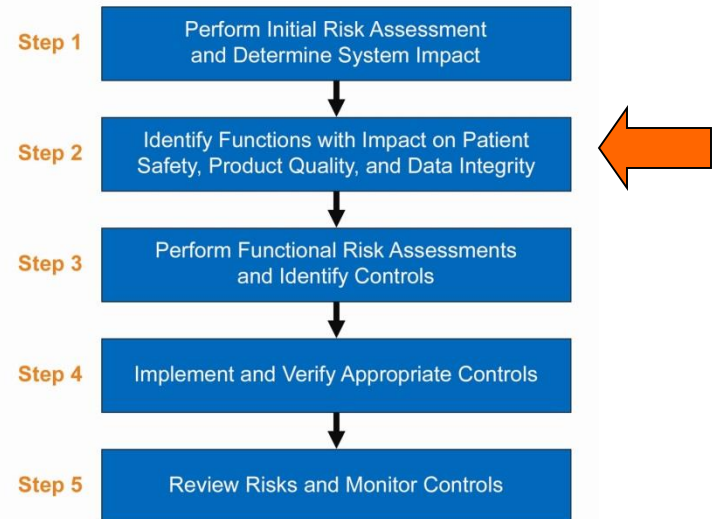 Step 1
Perform Initial Risk Assessment
and Determine System Impact
Step 2
Identify Functions with Impact on Patient
Safety, Product Quality, and Data Integrity
Step 3
Perform Functional Risk Assessments
and Identify Controls
Step 4
Implement and Verify Appropriate Controls
Step 5
Review Risks and Monitor Controls